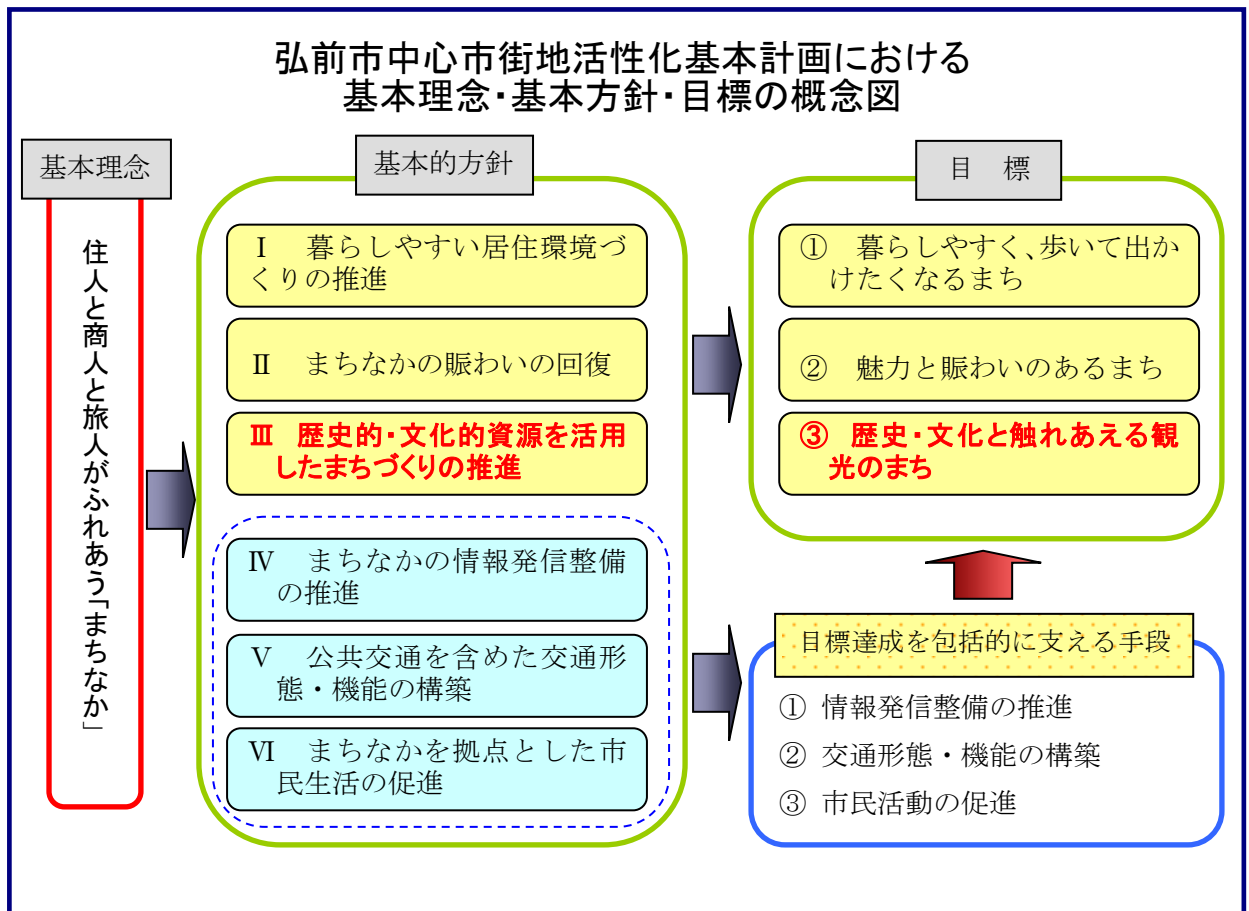 弘前市中心市街地活性化基本計画における
基本理念・基本方針・目標の概念図
基本理念
住人と商人と旅人がふれあう「まちなか」
基本的方針
Ⅰ　暮らしやすい居住環境づ
くりの推進
Ⅱ　まちなかの賑わいの回復
Ⅲ　歴史的・文化的資源を活用
したまちづくりの推進
Ⅳ　まちなかの情報発信整備
の推進
Ⅴ　公共交通を含めた交通形
態・機能の構築
Ⅵ　まちなかを拠点とした市
民生活の促進
目　標
①　暮らしやすく、歩いて出か
けたくなるまち
②　魅力と賑わいのあるまち
③　歴史・文化と触れあえる観
光のまち
目標達成を包括的に支える手段
① 情報発信整備の推進
② 交通形態・機能の構築
③ 市民活動の促進